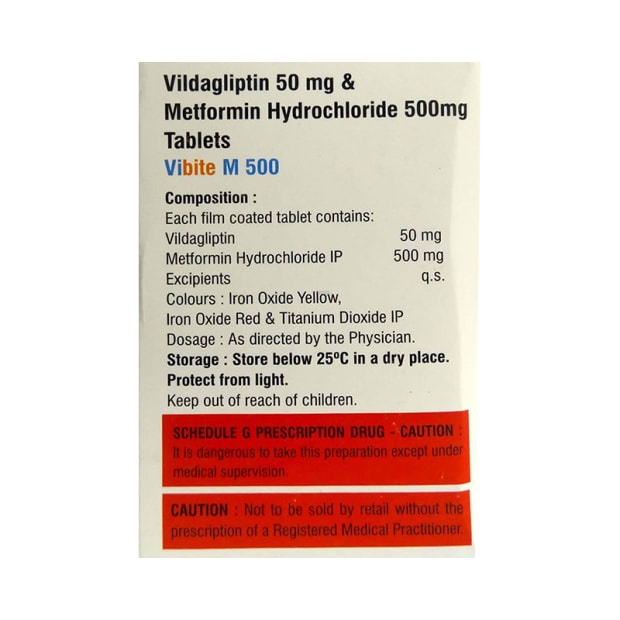 Vildagliptin 50 mg &
Metformin Hydrochloride 500mg
Tablets
Vibite M 500
Composition :
Each film coated tablet contains:
Vildagliptin 50 mg
Metformin Hydrochloride IP 500 mg
Excipients q.s.
Colours : Iron Oxide Yellow,
Iron Oxide Red & Titanium Dioxide IP
Dosage : As directed by the Physician.
Storage : Store below 25ºC in a dry place.
Protect from light.
Keep out of reach of children.
SCHEDULE G PRESCRIPTION DRUG - CAUTION :
It is dangerous to take this preparation except under
medical supervision.
CAUTION : Not to be sold by retail without the
prescription of a Registered Medical Practitioner.